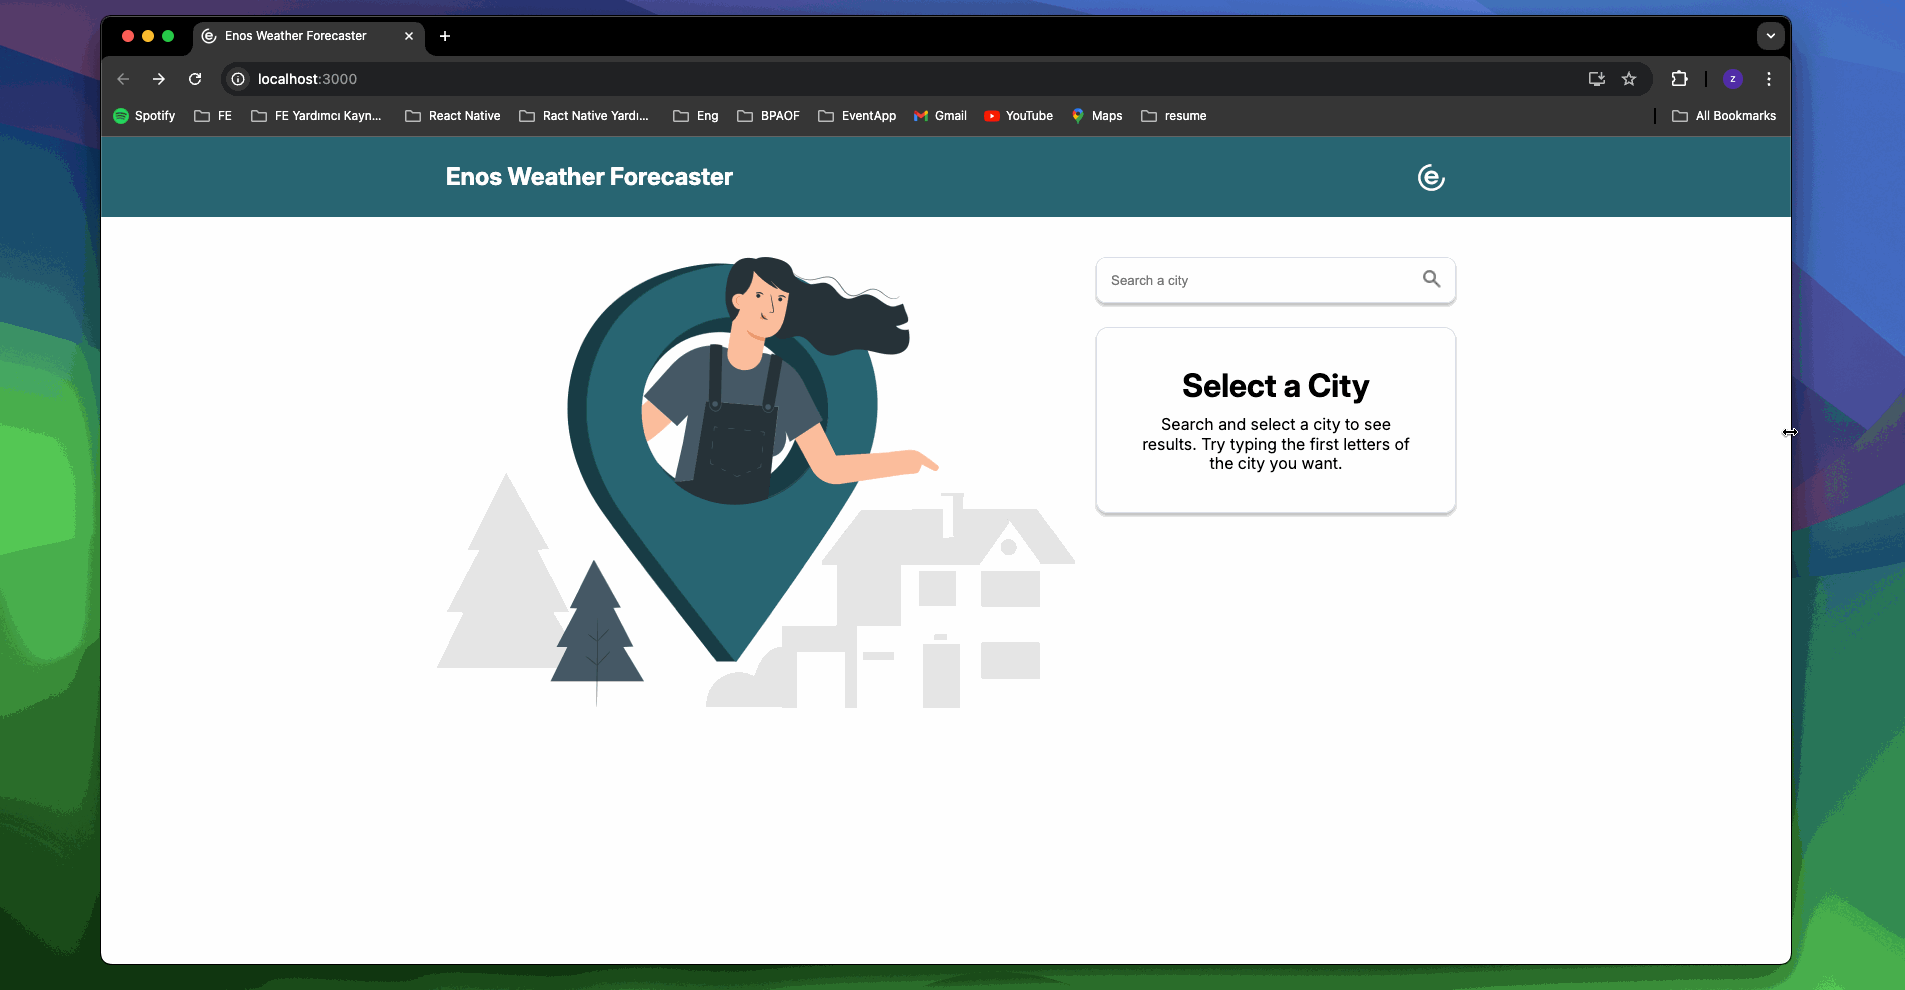 Enos Weather Forecaster
localhost:3000
z
Spotify
FE
FE Yardımcı Kayn...
React Native
Ract Native Yardı...
Eng
BPAOF
EventApp
Gmail
YouTube
Maps
resume
All Bookmarks
Enos Weather Forecaster
e
Search a city
Select a City
Search and select a city to see
results. Try typing the first letters of
the city you want.